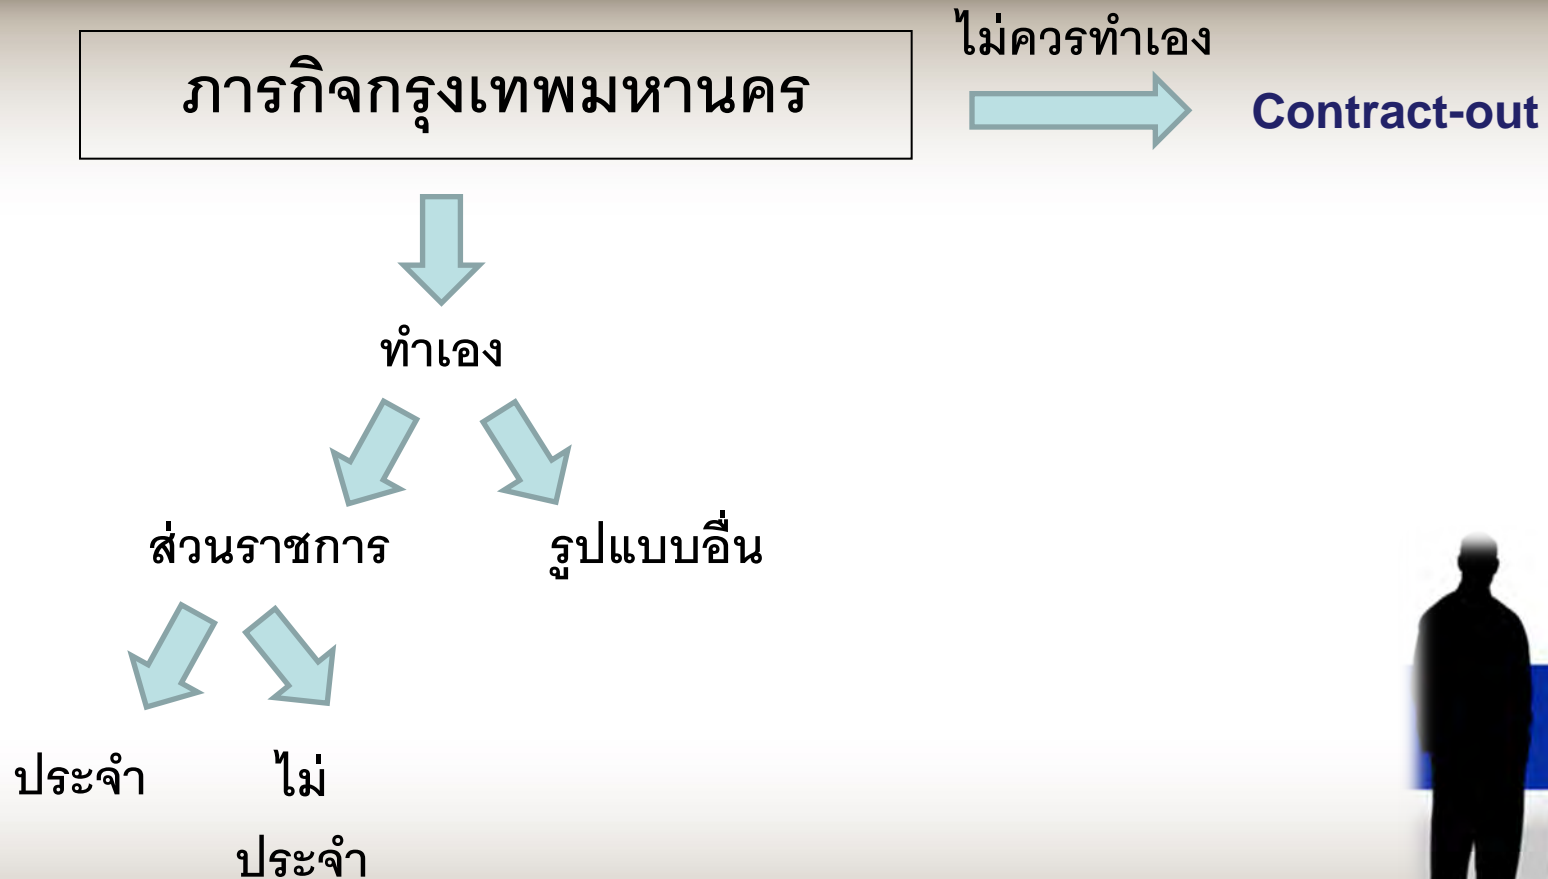 ไม่ควรทำเอง
ภารกิจกรุงเทพมหานคร
Contract-out
ทำเอง
ส่วนราชการ
รูปแบบอื่น
ประจำ
ไม่
ประจำ